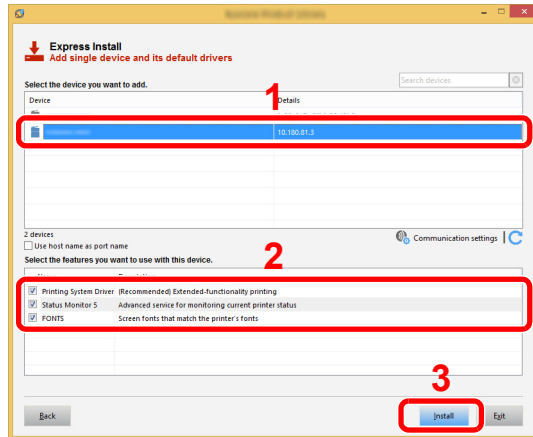 Express Install
Add single device and its default drivers
Select the device you want to add.
Search devices
Device Details
1
10.180.81.3
2 devices
Communication settings
Use host name as port name
Select the features you want to use with this device.
2
Printing System Driver (Recommended) Extended-functionality printing
Status Monitor 5 Advanced service for monitoring current printer status
FONTS Screen fonts that match the printer's fonts
3
Back Install Exit